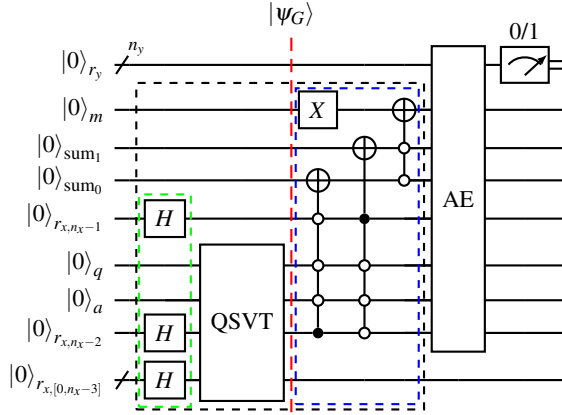 |ψ_G⟩
0/1
n_y
|0⟩_{r_y}
|0⟩_m
X
|0⟩_{sum_1}
|0⟩_{sum_0}
AE
|0⟩_{r_{x,n_x−1}}
H
|0⟩_q
|0⟩_a
QSVT
|0⟩_{r_{x,n_x−2}}
H
|0⟩_{r_{x,[0,n_x−3]}}
H